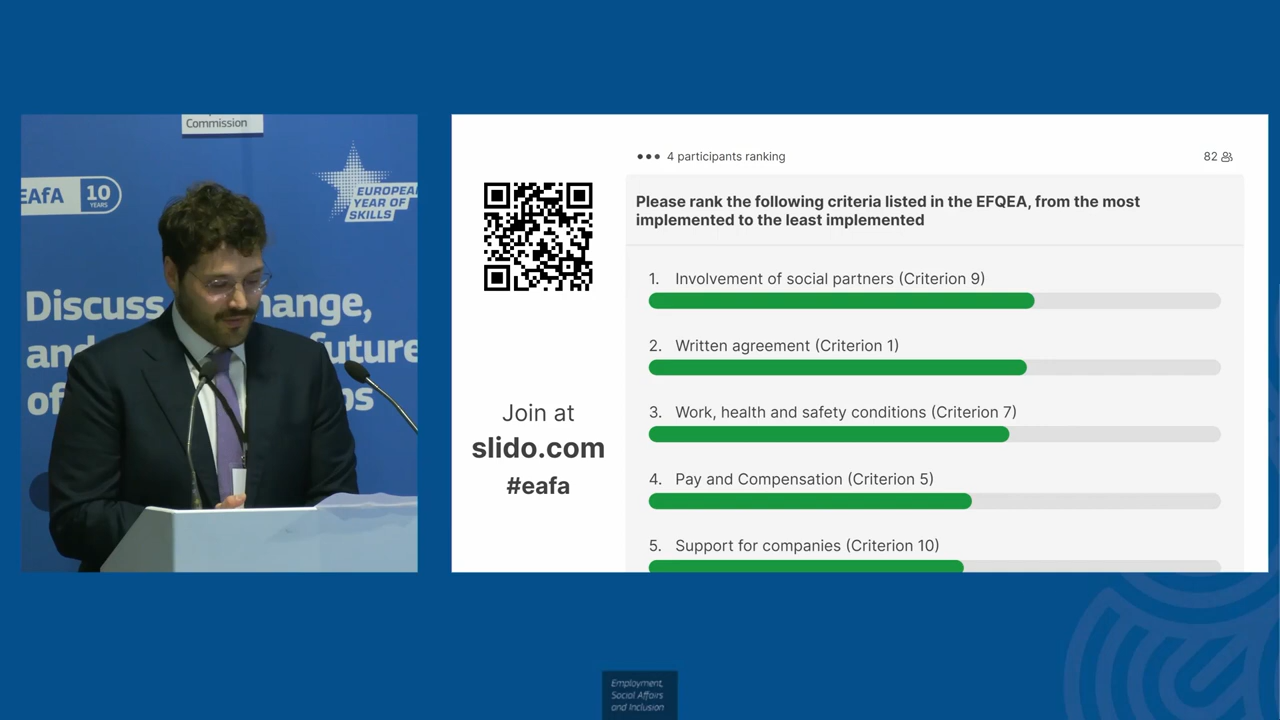 Commission
EAfA
10
YEARS
EUROPEAN
YEAR OF
SKILLS
Discuss
hange,
and
future
of
ps
4 participants ranking
82
Please rank the following criteria listed in the EFQEA, from the most
implemented to the least implemented
1. Involvement of social partners (Criterion 9)
2. Written agreement (Criterion 1)
3. Work, health and safety conditions (Criterion 7)
4. Pay and Compensation (Criterion 5)
5. Support for companies (Criterion 10)
Join at
slido.com
#eafa
Employment,
Social Affairs
and Inclusion